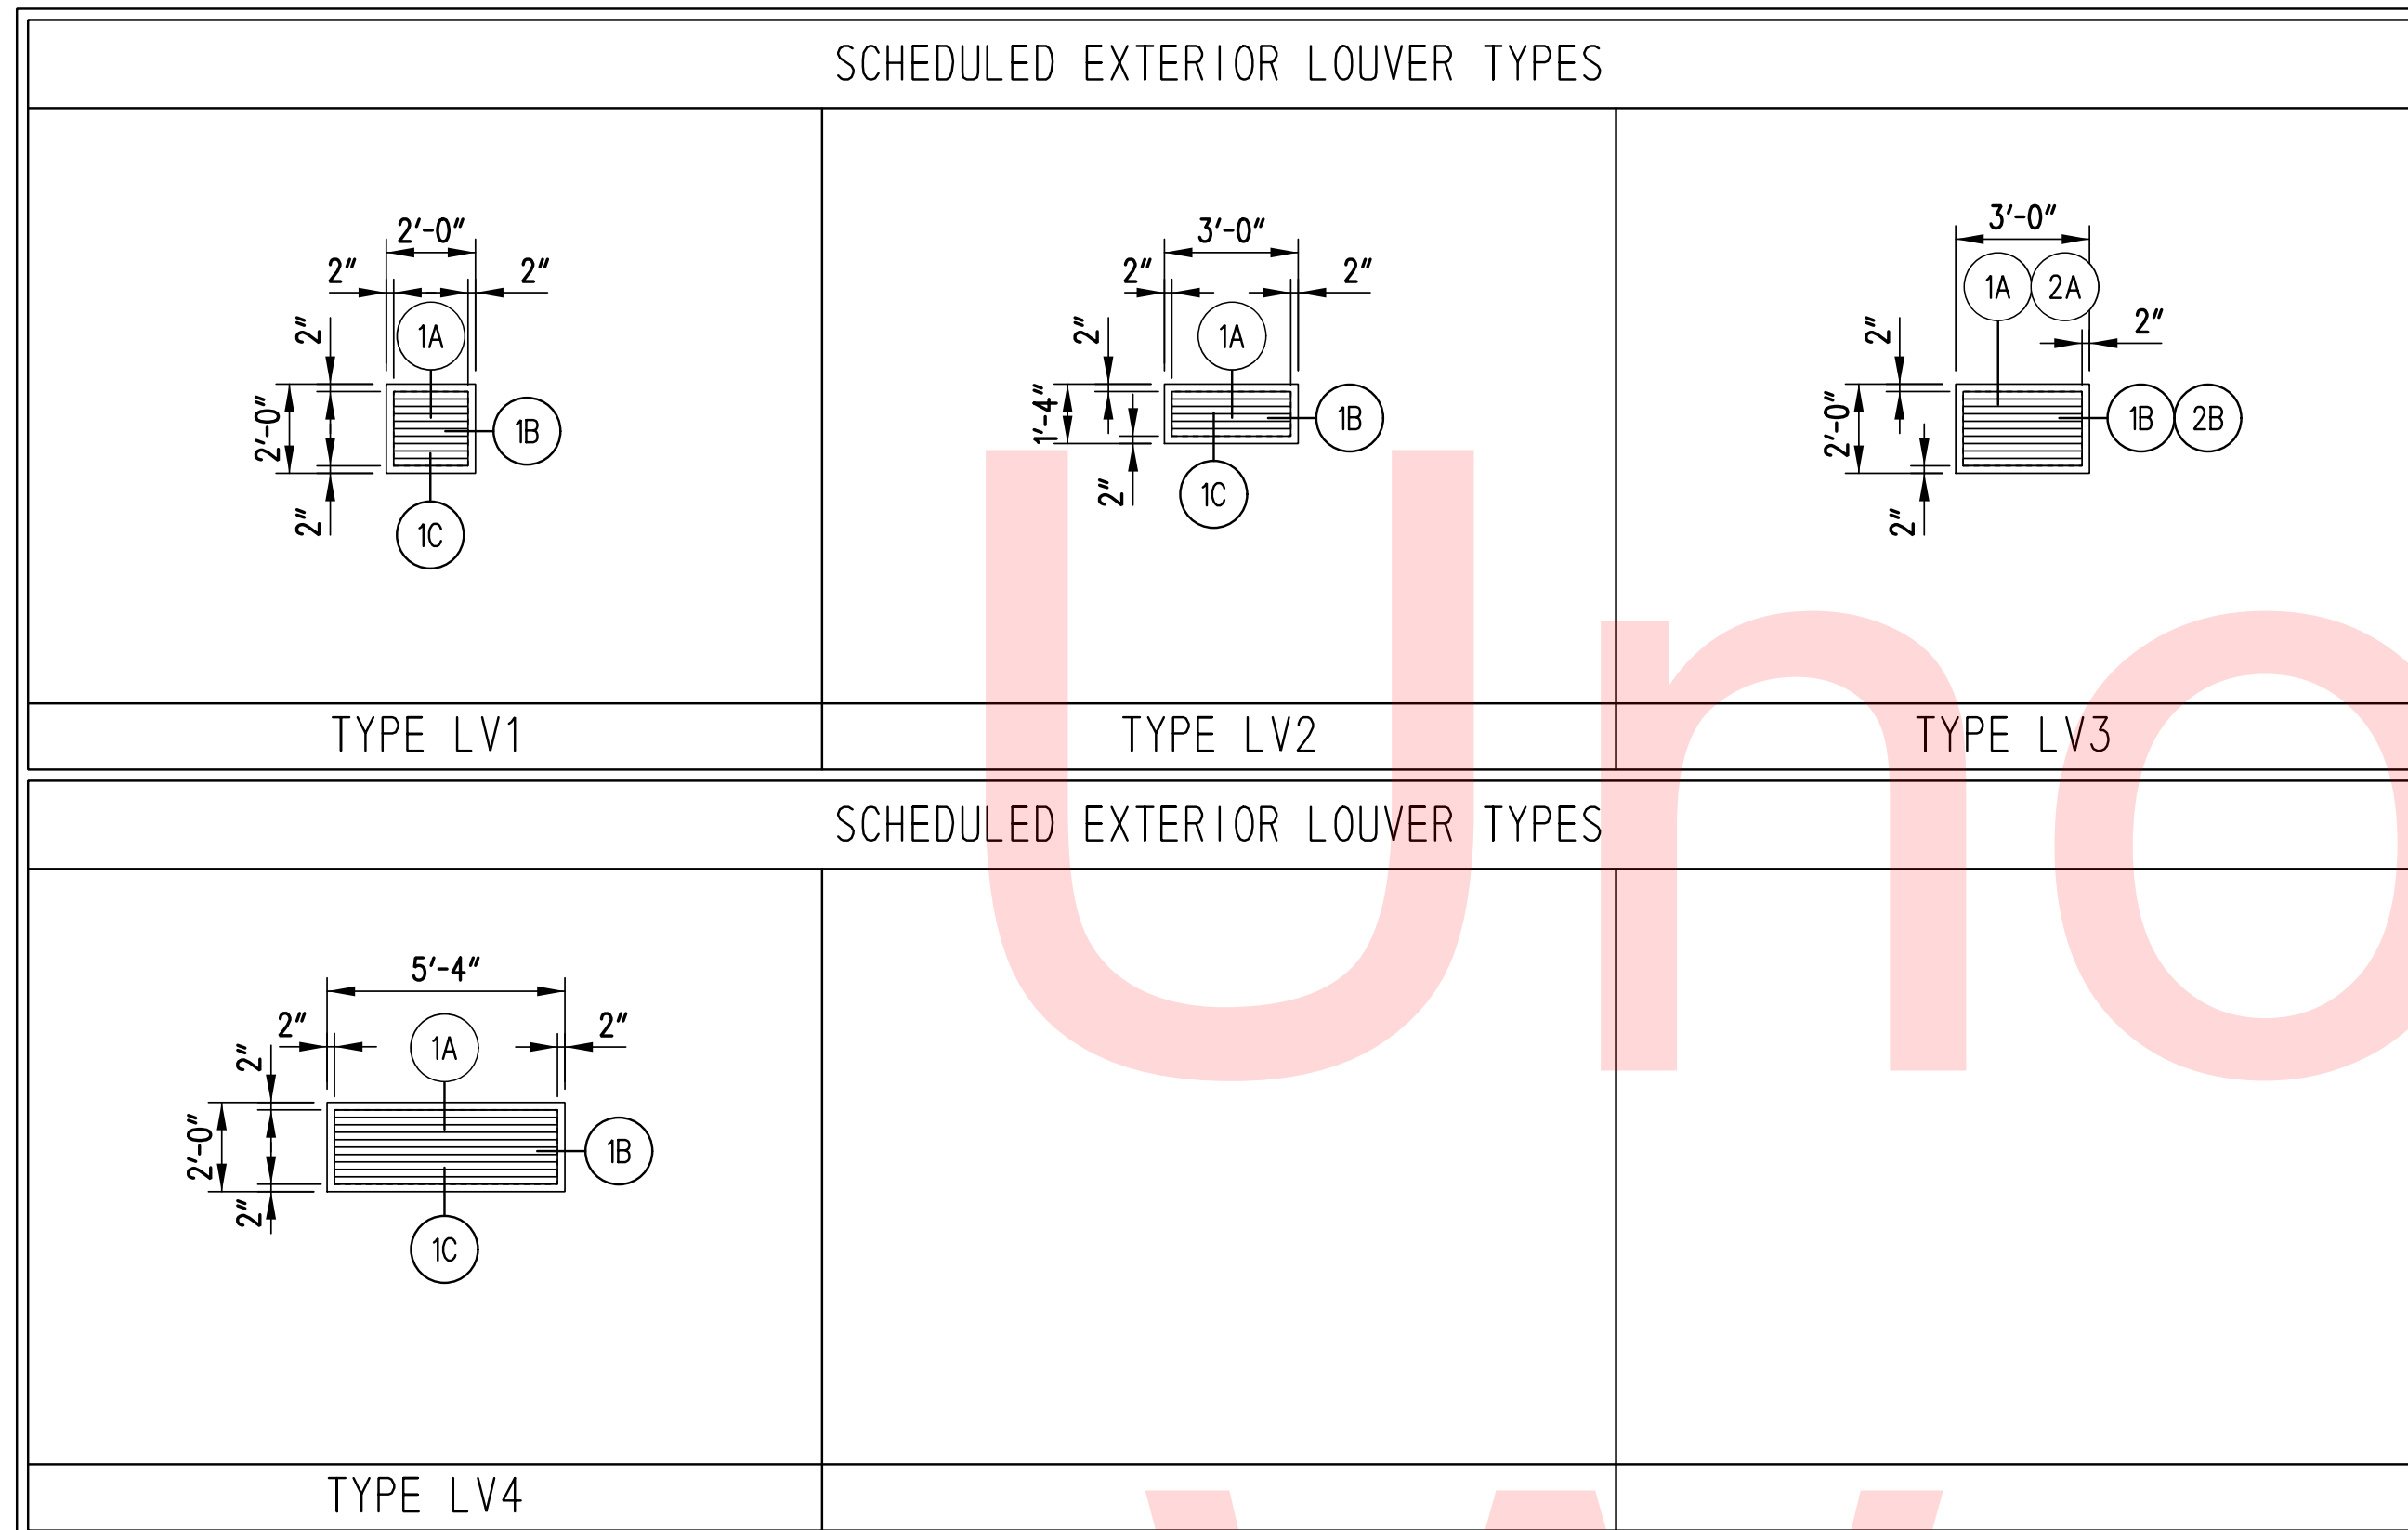 SCHEDULED EXTERIOR LOUVER TYPES
2'-0"
2" 2"
2"
1A
2'-0"
1B
2"
1C
TYPE LV1
3'-0"
2" 2"
2"
1A
1'-4"
1B
2"
1C
TYPE LV2
3'-0"
1A 2A
2"
2"
2'-0"
1B 2B
2"
TYPE LV3
SCHEDULED EXTERIOR LOUVER TYPES
5'-4"
2" 2"
1A
2"
2'-0"
1B
2"
1C
TYPE LV4
Uno